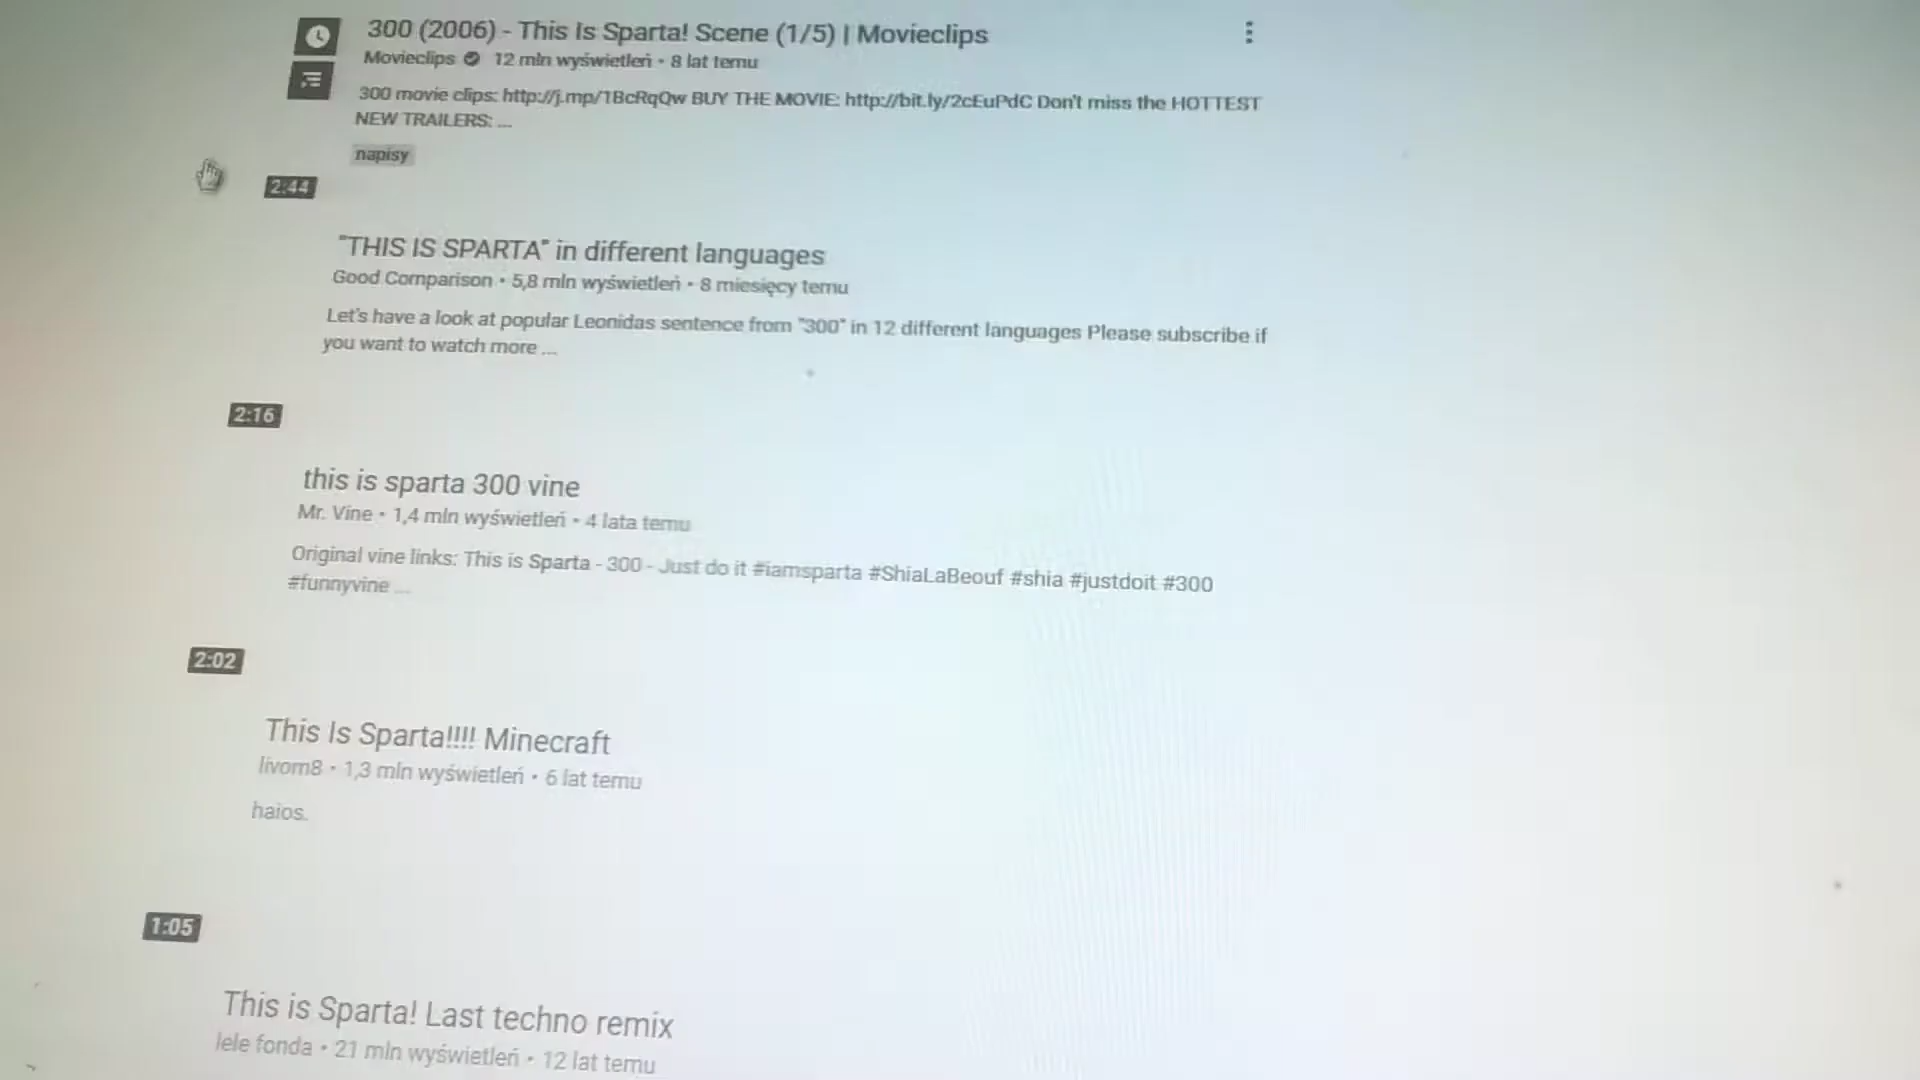 300 (2006) - This Is Sparta! Scene (1/5) | Movieclips
Movieclips 12 mln wyświetleń • 8 lat temu
300 movie clips: http://j.mp/1BcRqQw BUY THE MOVIE: http://bit.ly/2cEuPdC Don't miss the HOTTEST
NEW TRAILERS: ...
napisy
2:44
"THIS IS SPARTA" in different languages
Good Comparison • 5,8 mln wyświetleń • 8 miesięcy temu
Let's have a look at popular Leonidas sentence from "300" in 12 different languages Please subscribe if
you want to watch more ...
2:16
this is sparta 300 vine
Mr. Vine • 1,4 mln wyświetleń • 4 lata temu
Original vine links: This is Sparta - 300 - Just do it #iamsparta #ShiaLaBeouf #shia #justdoit #300
#funnyvine ...
2:02
This Is Sparta!!!! Minecraft
livom8 • 1,3 mln wyświetleń • 6 lat temu
haios.
1:05
This is Sparta! Last techno remix
lele fonda • 21 mln wyświetleń • 12 lat temu